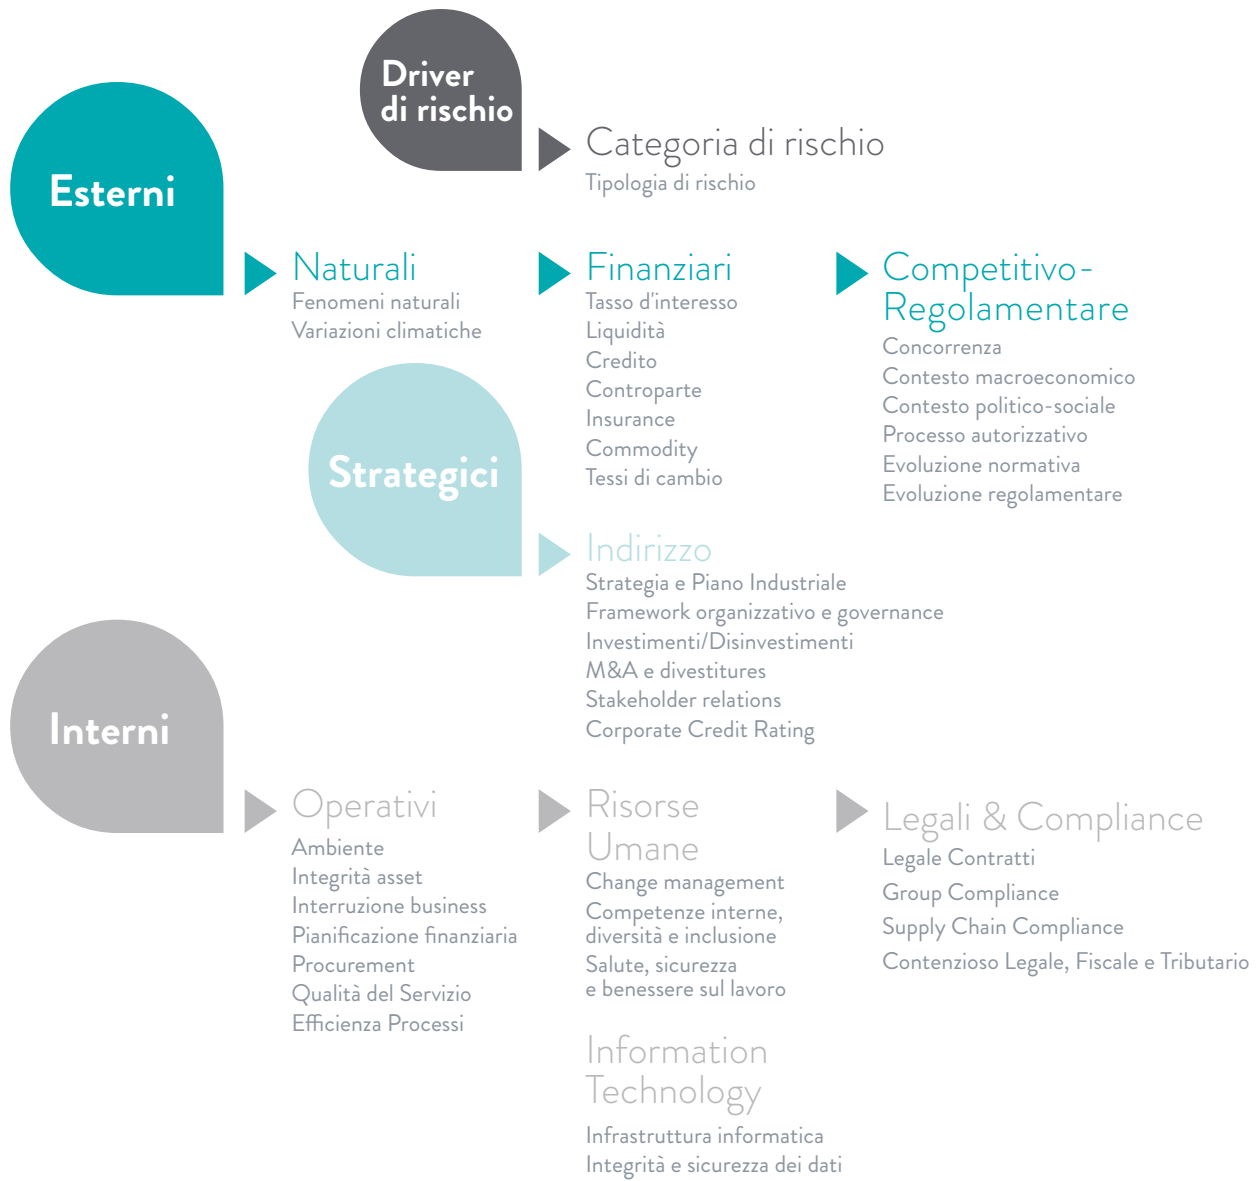 Driver
di rischio
Categoria di rischio
Tipologia di rischio
Esterni
Naturali
Fenomeni naturali
Variazioni climatiche
Finanziari
Tasso d'interesso
Liquidità
Credito
Controparte
Insurance
Commodity
Tessi di cambio
Competitivo-
Regolamentare
Concorrenza
Contesto macroeconomico
Contesto politico-sociale
Processo autorizzativo
Evoluzione normativa
Evoluzione regolamentare
Strategici
Indirizzo
Strategia e Piano Industriale
Framework organizzativo e governance
Investimenti/Disinvestimenti
M&A e divestitures
Stakeholder relations
Corporate Credit Rating
Interni
Operativi
Ambiente
Integrità asset
Interruzione business
Pianificazione finanziaria
Procurement
Qualità del Servizio
Efficienza Processi
Risorse
Umane
Change management
Competenze interne,
diversità e inclusione
Salute, sicurezza
e benessere sul lavoro
Information
Technology
Infrastruttura informatica
Integrità e sicurezza dei dati
Legali & Compliance
Legale Contratti
Group Compliance
Supply Chain Compliance
Contenzioso Legale, Fiscale e Tributario